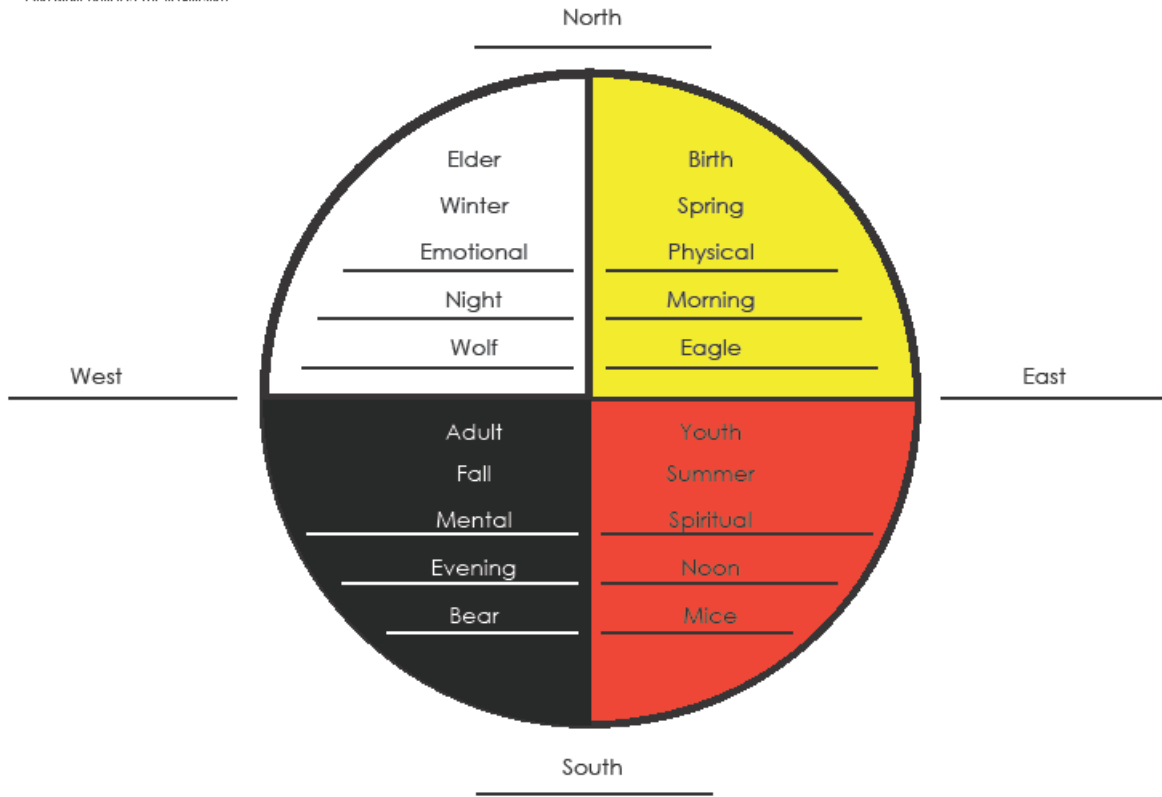 North
Elder
Winter
Emotional
Night
Wolf
Birth
Spring
Physical
Morning
Eagle
West
East
Adult
Fall
Mental
Evening
Bear
Youth
Summer
Spiritual
Noon
Mice
South